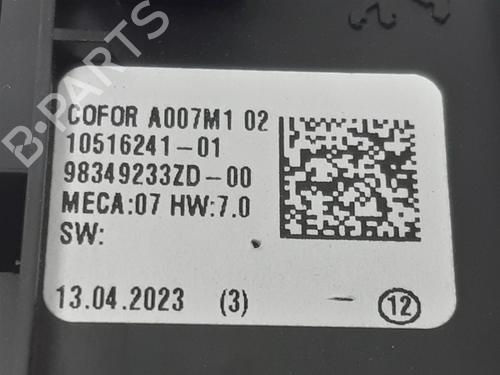 B-PARTS
COFOR A007M1 02
10516241-01
98349233ZD-00
MECA:07 HW:7.0
SW:
13.04.2023 (3) – 12